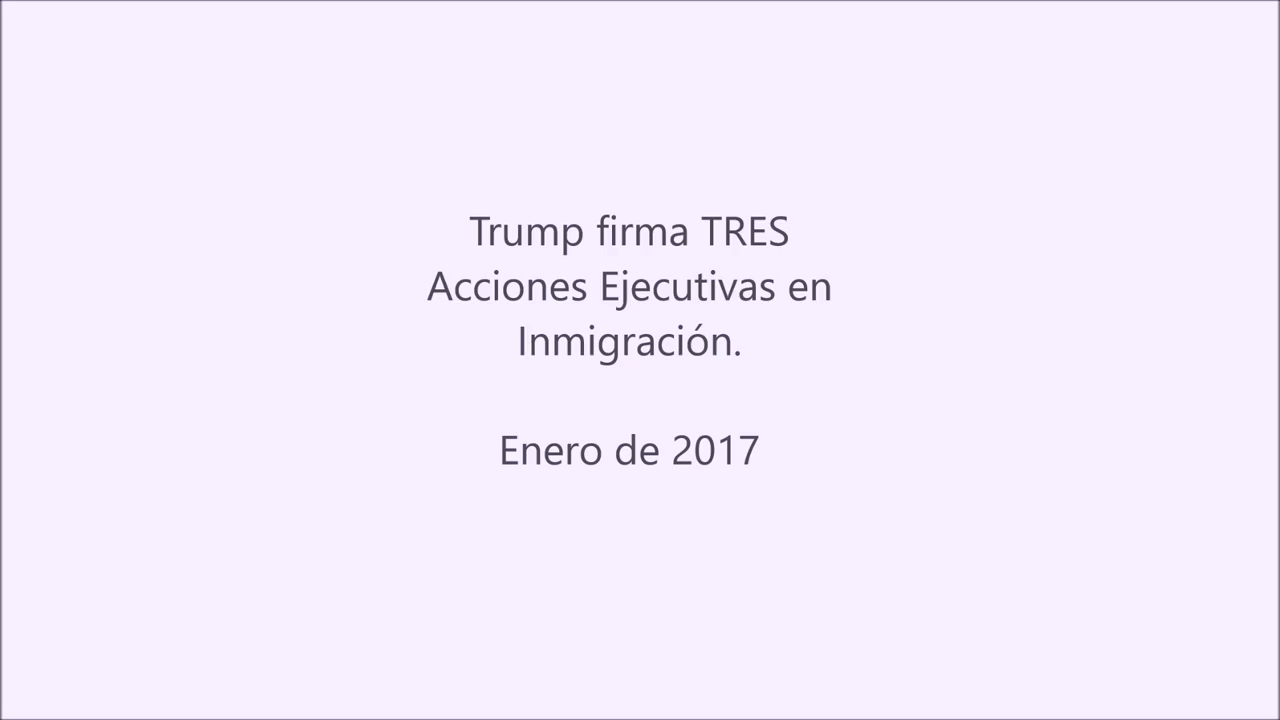 Trump firma TRES
Acciones Ejecutivas en
Inmigración.
Enero de 2017